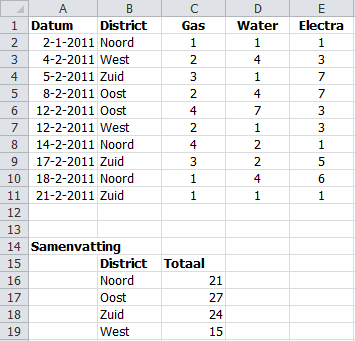 A B C D E
1 Datum District Gas Water Electra
2 2-1-2011 Noord 1 1 1
3 4-2-2011 West 2 4 3
4 5-2-2011 Zuid 3 1 7
5 8-2-2011 Oost 2 4 7
6 12-2-2011 Oost 4 7 3
7 12-2-2011 West 2 1 3
8 14-2-2011 Noord 4 2 1
9 17-2-2011 Zuid 3 2 5
10 18-2-2011 Noord 1 4 6
11 21-2-2011 Zuid 1 1 1
12
13
14 Samenvatting
15 District Totaal
16 Noord 21
17 Oost 27
18 Zuid 24
19 West 15